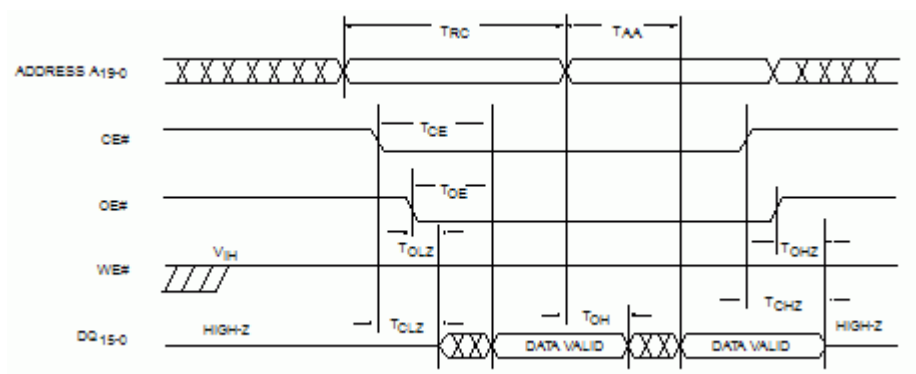 TRC TAA
ADDRESS A19-0
CE# TCE
OE# TOE
TOLZ TOHZ
VIH
WE#
TCHZ
DQ15-0 HIGH-Z TCLZ TOH HIGH-Z
DATA VALID DATA VALID